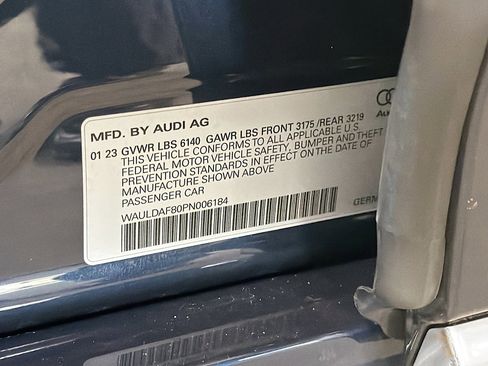 MFD. BY AUDI AG
01 23 GVWR LBS 6140 GAWR LBS FRONT 3175 /REAR 3219
THIS VEHICLE CONFORMS TO ALL APPLICABLE U.S
FEDERAL MOTOR VEHICLE SAFETY, BUMPER AND THEFT
PREVENTION STANDARDS IN EFFECT ON THE DATE OF
MANUFACTURE SHOWN ABOVE
PASSENGER CAR
WAULDAF80PN006184